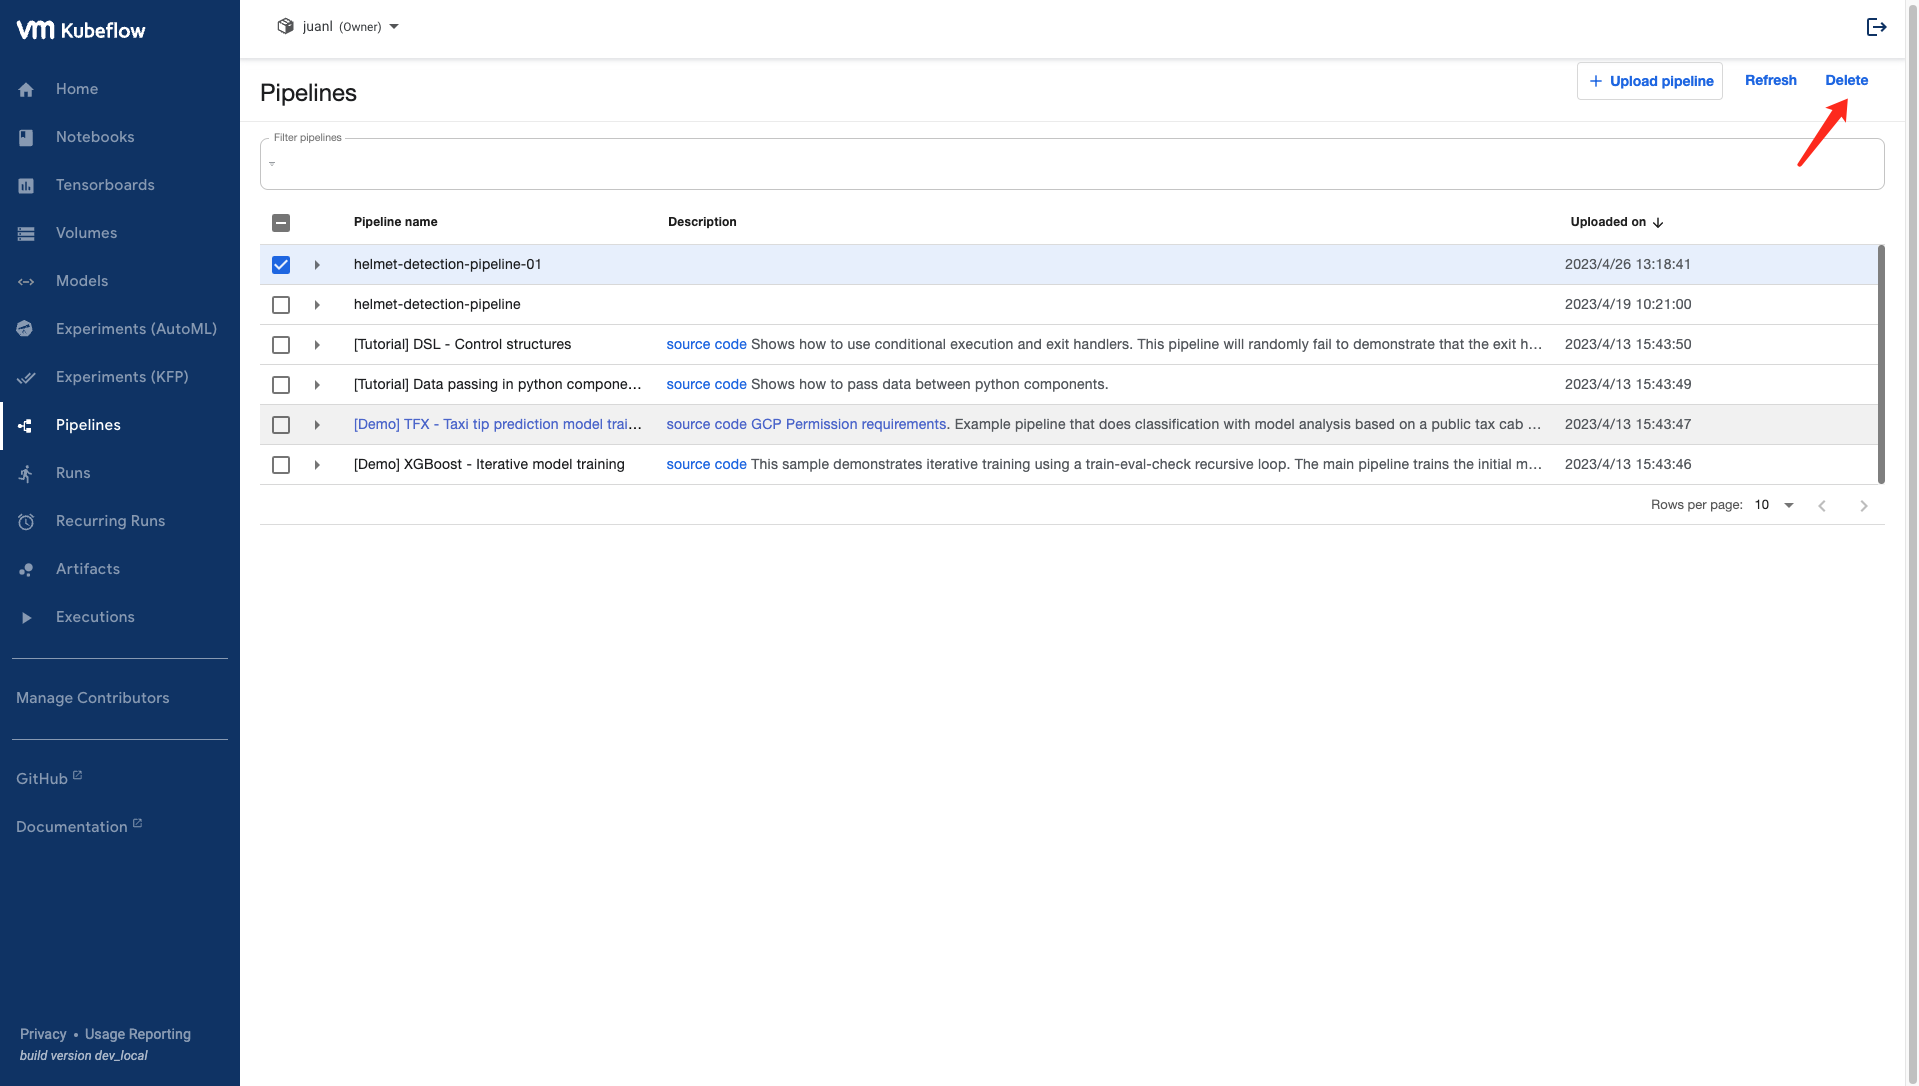 vm Kubeflow
juanl (Owner)
Home
Notebooks
Tensorboards
Volumes
Models
Experiments (AutoML)
Experiments (KFP)
Pipelines
Runs
Recurring Runs
Artifacts
Executions
Manage Contributors
GitHub
Documentation
Privacy • Usage Reporting
build version dev_local
Pipelines
+ Upload pipeline Refresh Delete
Filter pipelines
Pipeline name Description Uploaded on
helmet-detection-pipeline-01 2023/4/26 13:18:41
helmet-detection-pipeline 2023/4/19 10:21:00
[Tutorial] DSL - Control structures source code Shows how to use conditional execution and exit handlers. This pipeline will randomly fail to demonstrate that the exit h... 2023/4/13 15:43:50
[Tutorial] Data passing in python compone... source code Shows how to pass data between python components. 2023/4/13 15:43:49
[Demo] TFX - Taxi tip prediction model trai... source code GCP Permission requirements. Example pipeline that does classification with model analysis based on a public tax cab ... 2023/4/13 15:43:47
[Demo] XGBoost - Iterative model training source code This sample demonstrates iterative training using a train-eval-check recursive loop. The main pipeline trains the initial m... 2023/4/13 15:43:46
Rows per page: 10